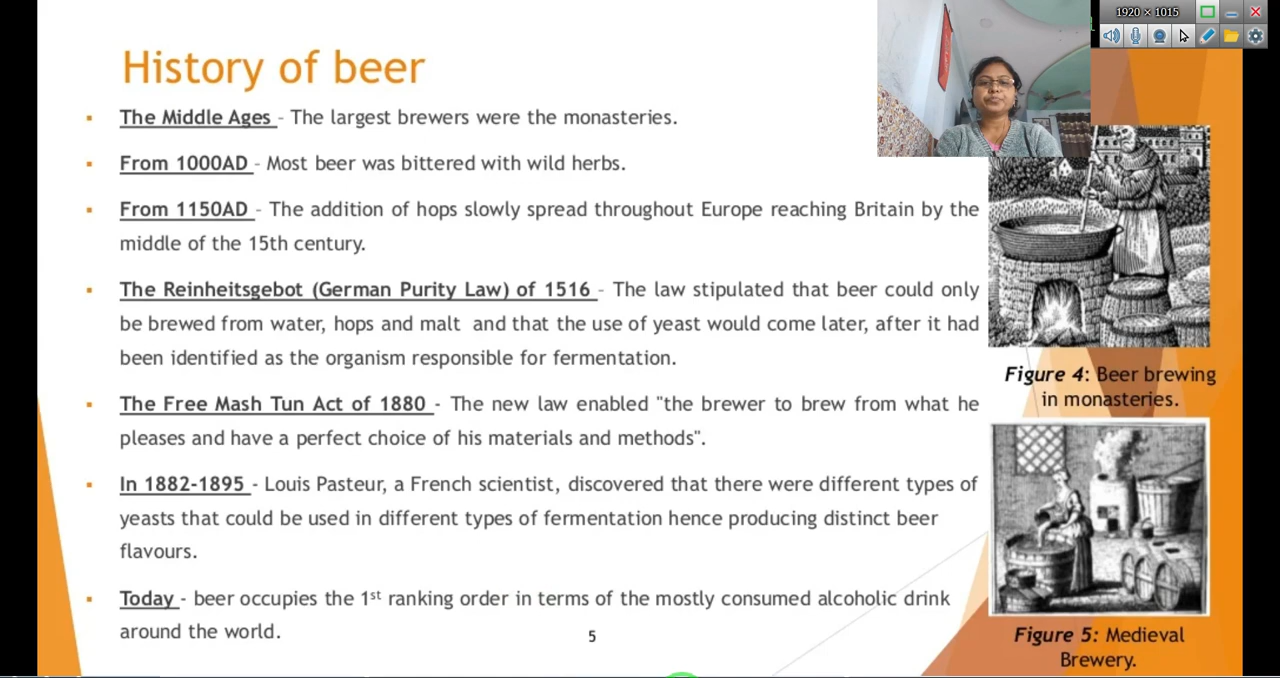 1920 × 1015
History of beer
The Middle Ages - The largest brewers were the monasteries.
From 1000AD - Most beer was bittered with wild herbs.
From 1150AD - The addition of hops slowly spread throughout Europe reaching Britain by the
middle of the 15th century.
The Reinheitsgebot (German Purity Law) of 1516 - The law stipulated that beer could only
be brewed from water, hops and malt and that the use of yeast would come later, after it had
been identified as the organism responsible for fermentation.
The Free Mash Tun Act of 1880 - The new law enabled "the brewer to brew from what he
pleases and have a perfect choice of his materials and methods".
In 1882-1895 - Louis Pasteur, a French scientist, discovered that there were different types of
yeasts that could be used in different types of fermentation hence producing distinct beer
flavours.
Today - beer occupies the 1st ranking order in terms of the mostly consumed alcoholic drink
around the world.
5
Figure 4: Beer brewing
in monasteries.
Figure 5: Medieval
Brewery.